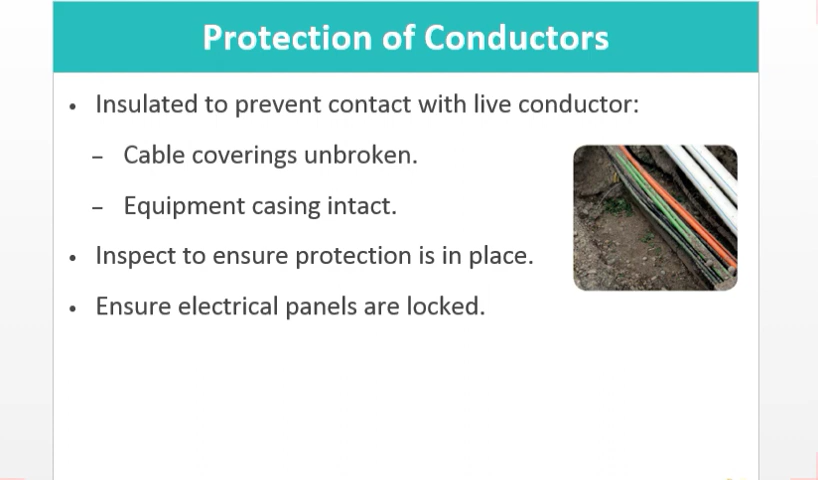 Protection of Conductors
• Insulated to prevent contact with live conductor:
– Cable coverings unbroken.
– Equipment casing intact.
• Inspect to ensure protection is in place.
• Ensure electrical panels are locked.